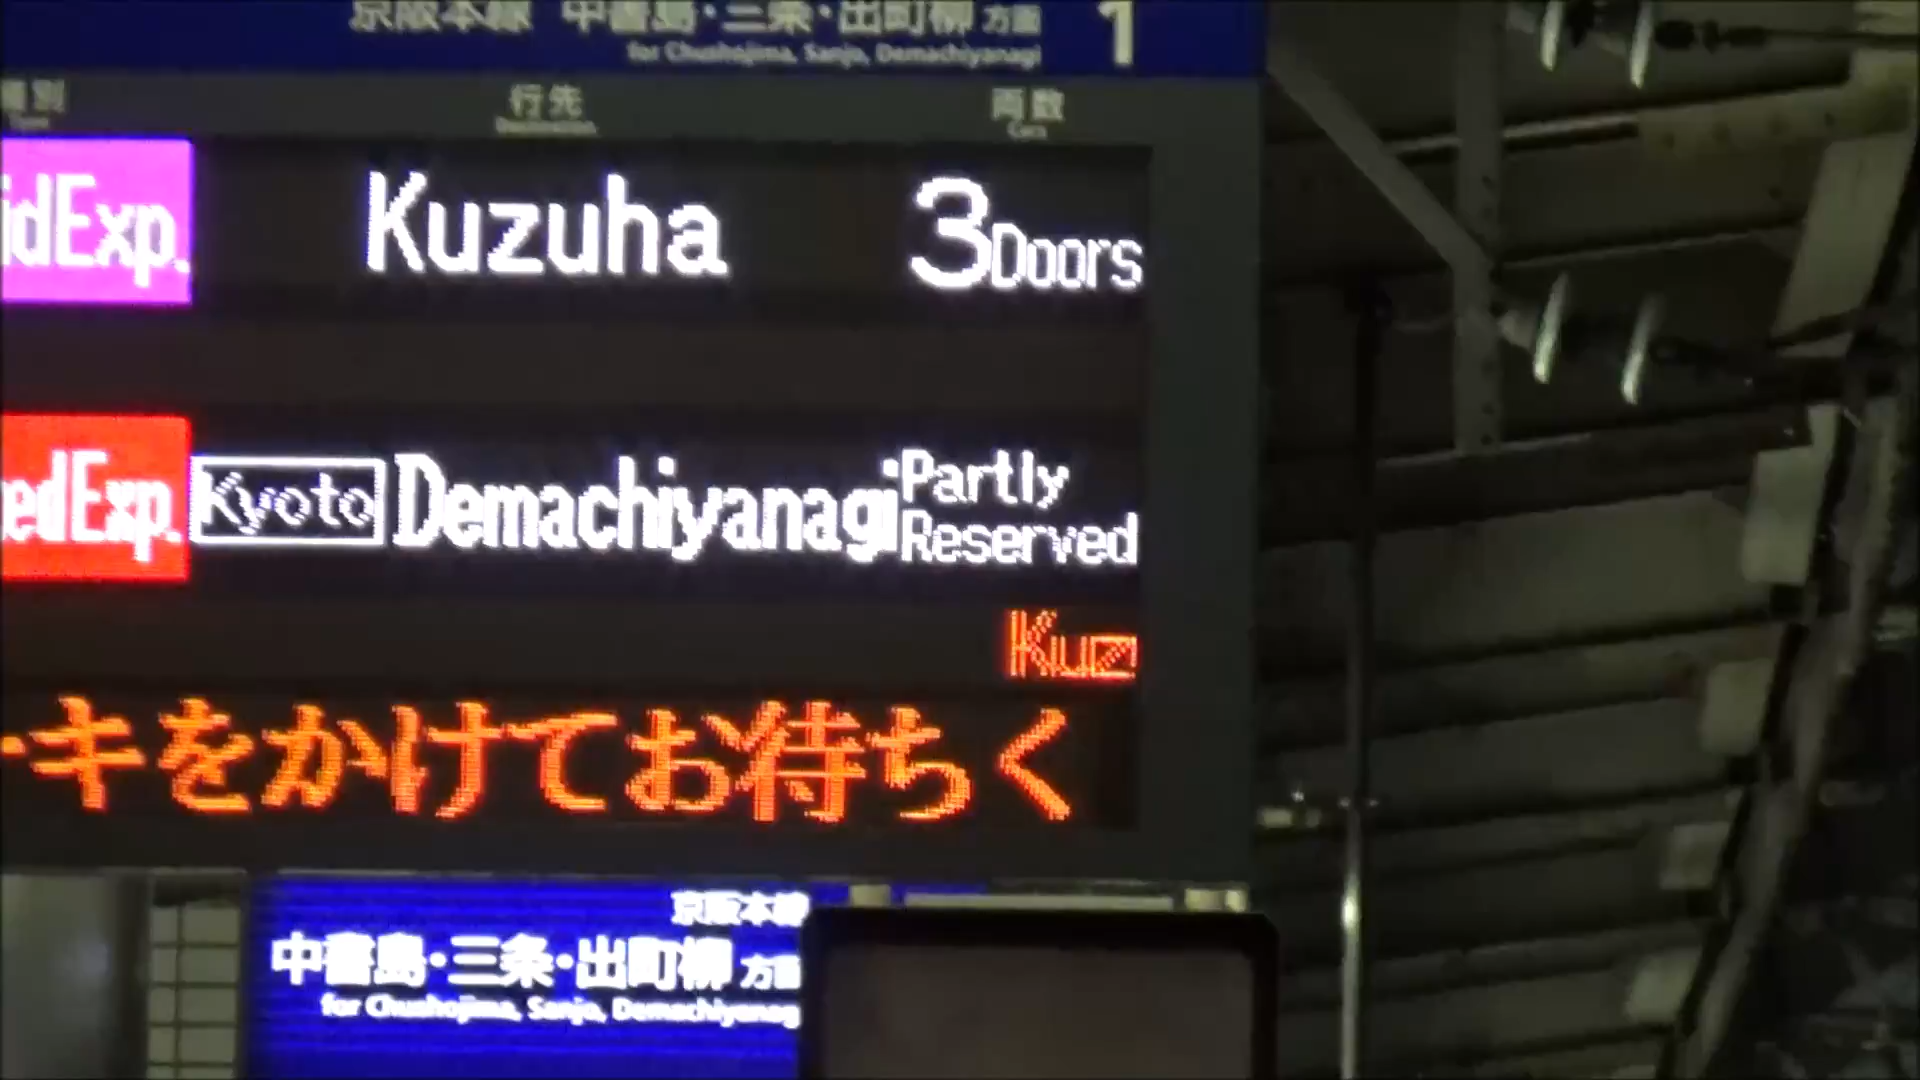 京阪本線 中書島・三条・出町柳 方面 1
for Chushojima, Sanjo, Demachiyanagi
種別 行先 両数
Type Destination Cars
idExp. Kuzuha 3Doors
edExp. Kyoto Demachiyanagi Partly Reserved
Kuz
ーキをかけてお待ちく
京阪本線
中書島・三条・出町柳 方面
for Chushojima, Sanjo, Demachiyanag